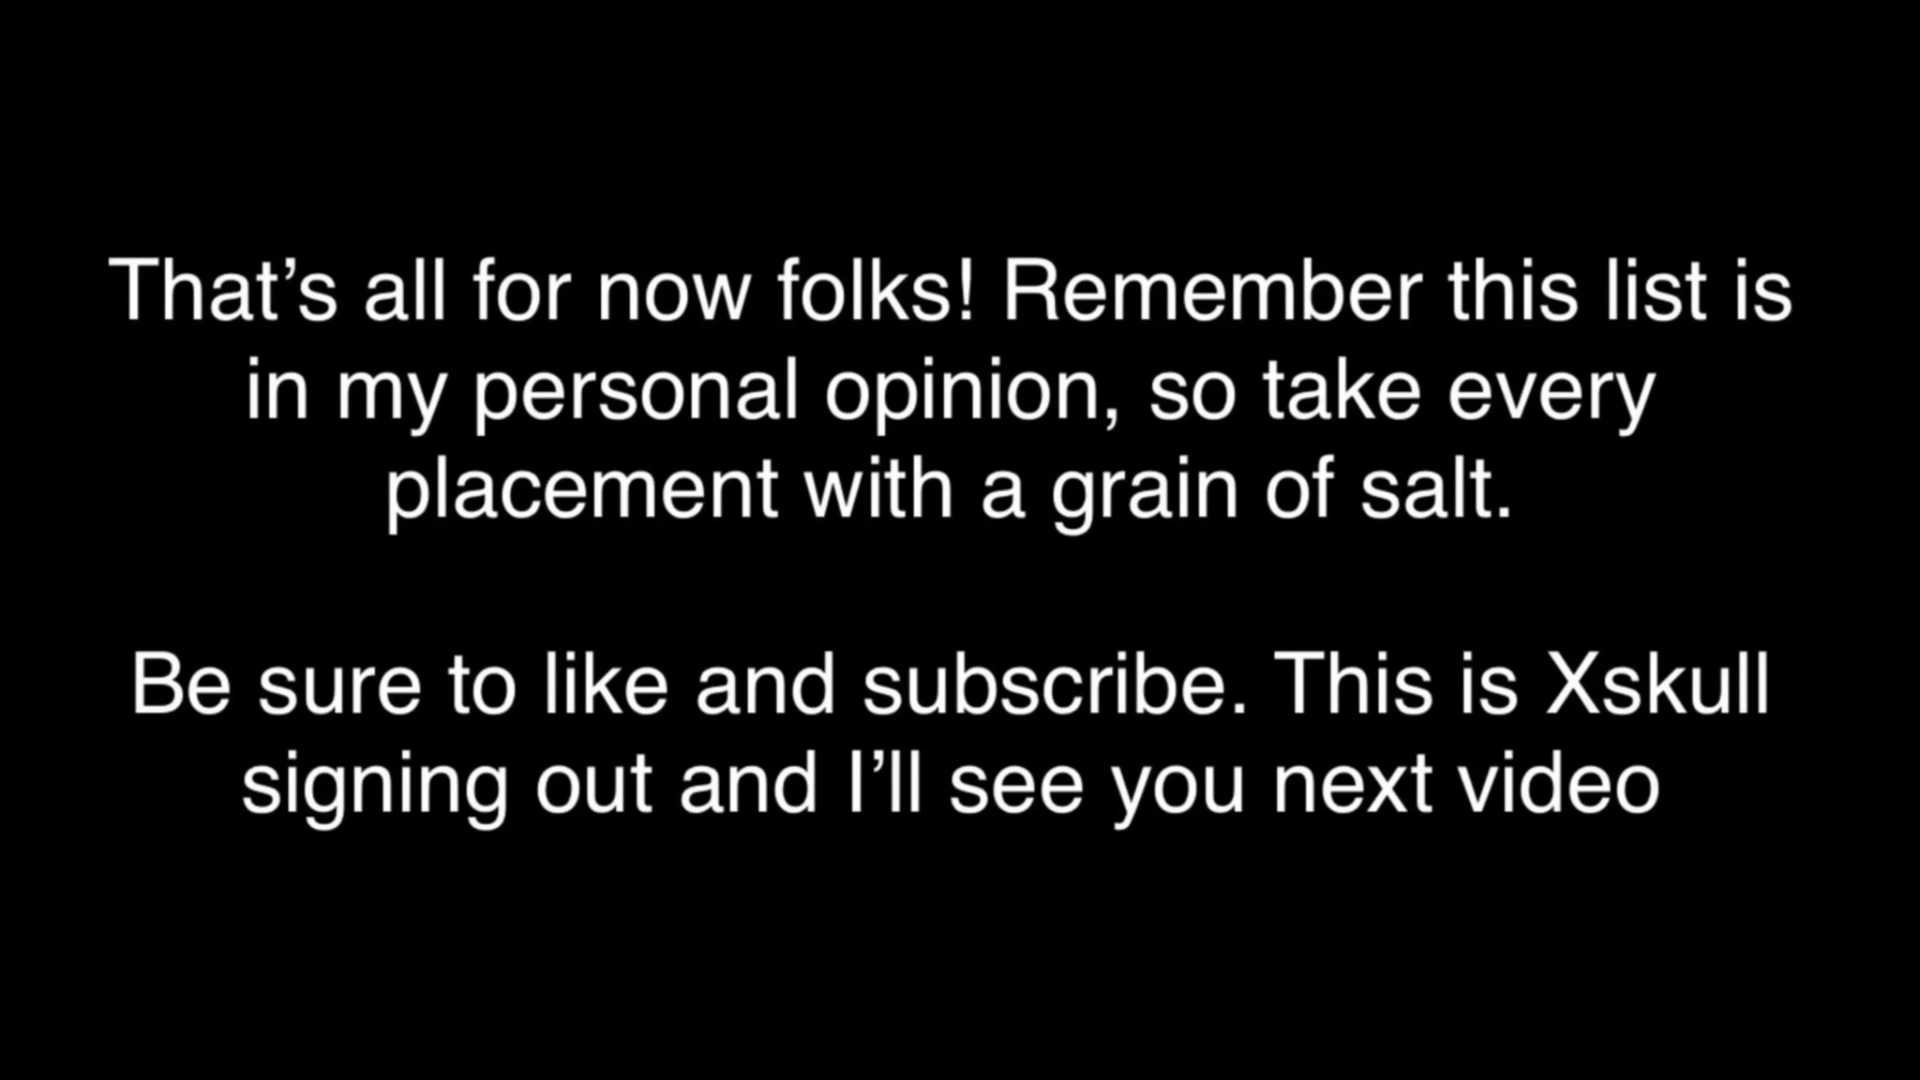 That’s all for now folks! Remember this list is
in my personal opinion, so take every
placement with a grain of salt.
Be sure to like and subscribe. This is Xskull
signing out and I’ll see you next video